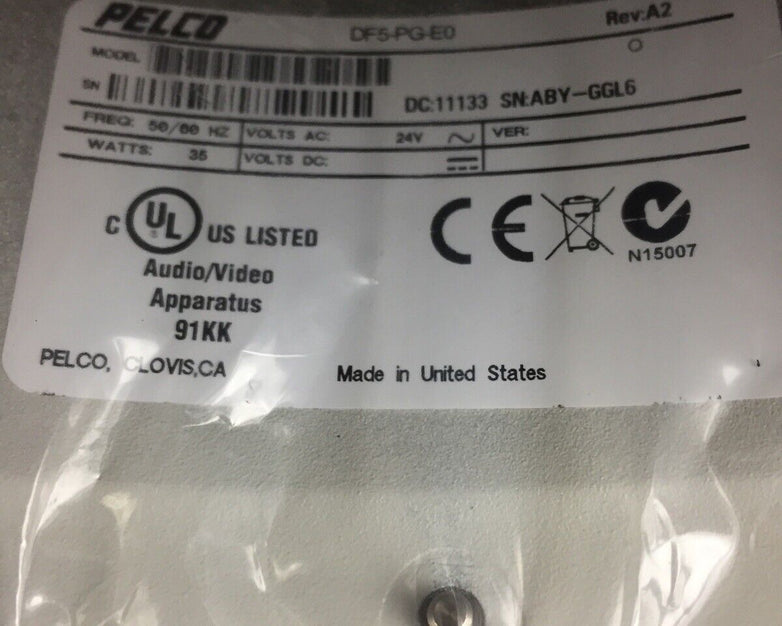 PELCO DF5-PG-E0 Rev:A2
MODEL
SN DC:11133 SN:ABY-GGL6
FREQ: 50/60 HZ VOLTS AC: 24V VER:
WATTS: 35 VOLTS DC:
C UL ® US LISTED
Audio/Video
Apparatus
91KK
CE
N15007
PELCO, CLOVIS,CA
Made in United States